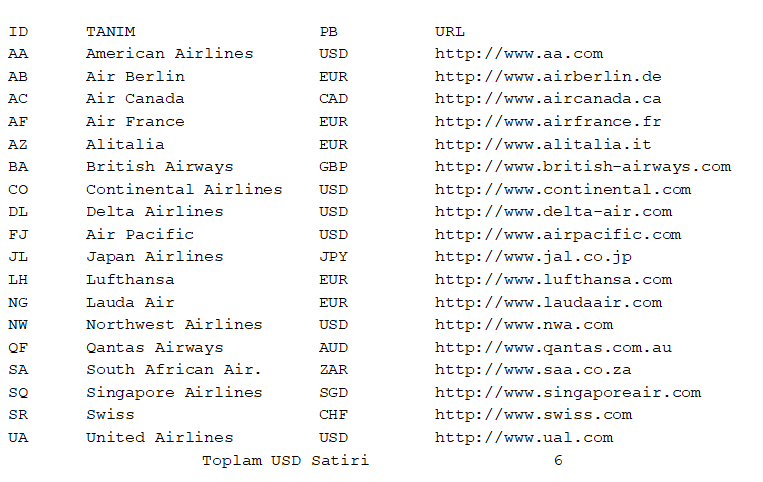 ID TANIM PB URL
AA American Airlines USD http://www.aa.com
AB Air Berlin EUR http://www.airberlin.de
AC Air Canada CAD http://www.aircanada.ca
AF Air France EUR http://www.airfrance.fr
AZ Alitalia EUR http://www.alitalia.it
BA British Airways GBP http://www.british-airways.com
CO Continental Airlines USD http://www.continental.com
DL Delta Airlines USD http://www.delta-air.com
FJ Air Pacific USD http://www.airpacific.com
JL Japan Airlines JPY http://www.jal.co.jp
LH Lufthansa EUR http://www.lufthansa.com
NG Lauda Air EUR http://www.laudaair.com
NW Northwest Airlines USD http://www.nwa.com
QF Qantas Airways AUD http://www.qantas.com.au
SA South African Air. ZAR http://www.saa.co.za
SQ Singapore Airlines SGD http://www.singaporeair.com
SR Swiss CHF http://www.swiss.com
UA United Airlines USD http://www.ual.com
Toplam USD Satiri 6